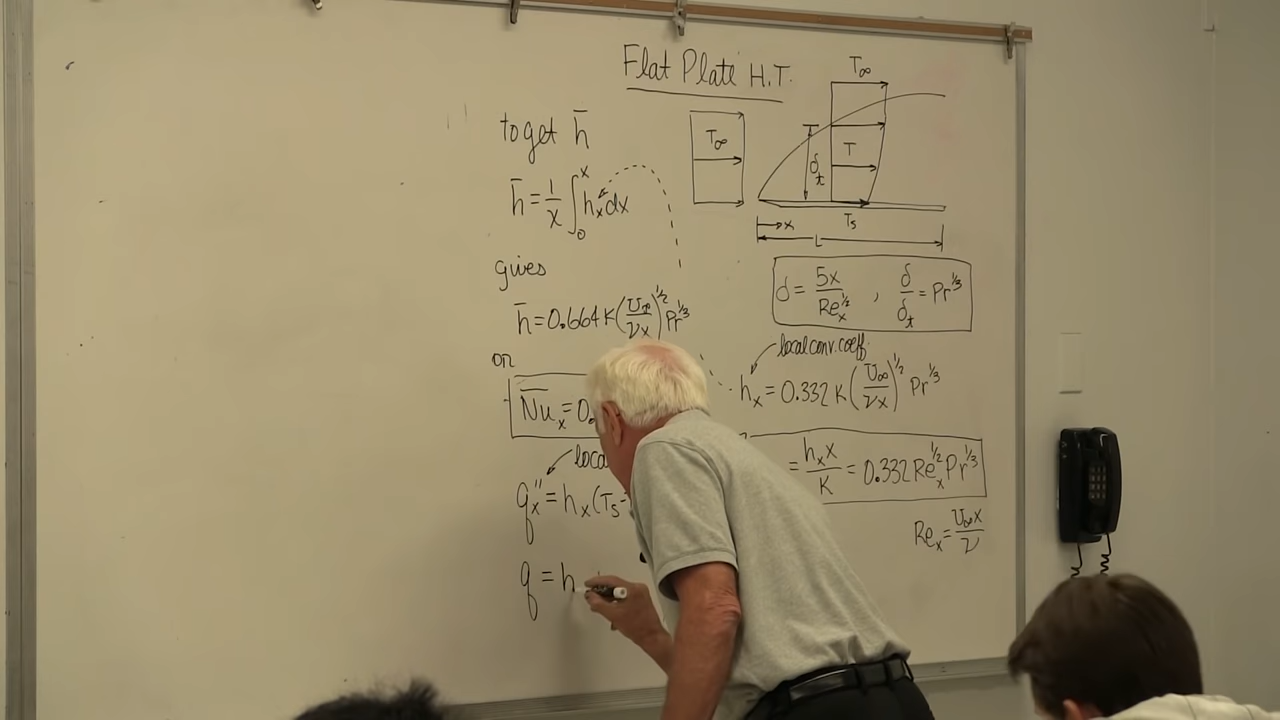 Flat Plate H.T.
to get h̅
h̅ = 1/x ∫₀ˣ hₓ dx
gives
h̅ = 0.664 K (U∞/νx)^1/2 Pr^1/3
or
N̅u̅ₓ = 0.
local
qₓ'' = hₓ(Ts -
q = h
T∞
T∞
T
δt
Ts
x
L
δ = 5x/Reₓ^1/2 , δ/δt = Pr^1/3
local conv. coeff.
hₓ = 0.332 K (U∞/νx)^1/2 Pr^1/3
= hₓx/K = 0.332 Reₓ^1/2 Pr^1/3
Reₓ = U∞x/ν